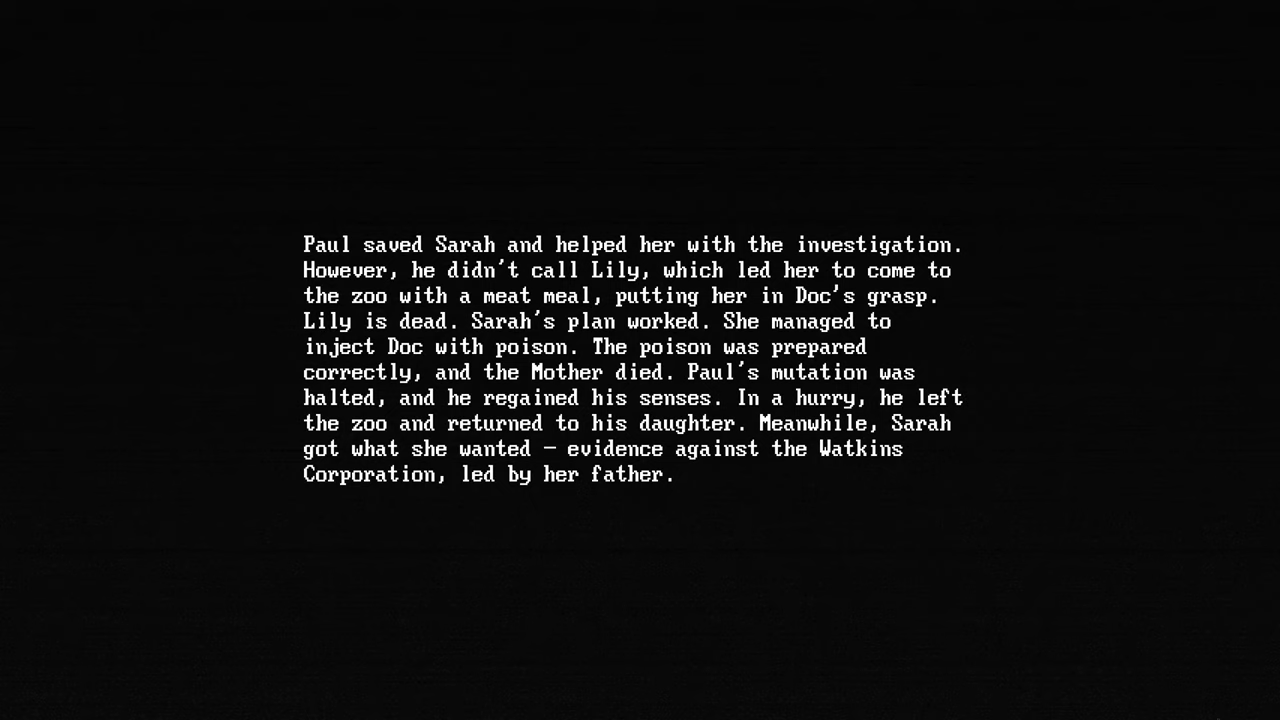 Paul saved Sarah and helped her with the investigation.
However, he didn't call Lily, which led her to come to
the zoo with a meat meal, putting her in Doc's grasp.
Lily is dead. Sarah's plan worked. She managed to
inject Doc with poison. The poison was prepared
correctly, and the Mother died. Paul's mutation was
halted, and he regained his senses. In a hurry, he left
the zoo and returned to his daughter. Meanwhile, Sarah
got what she wanted — evidence against the Watkins
Corporation, led by her father.